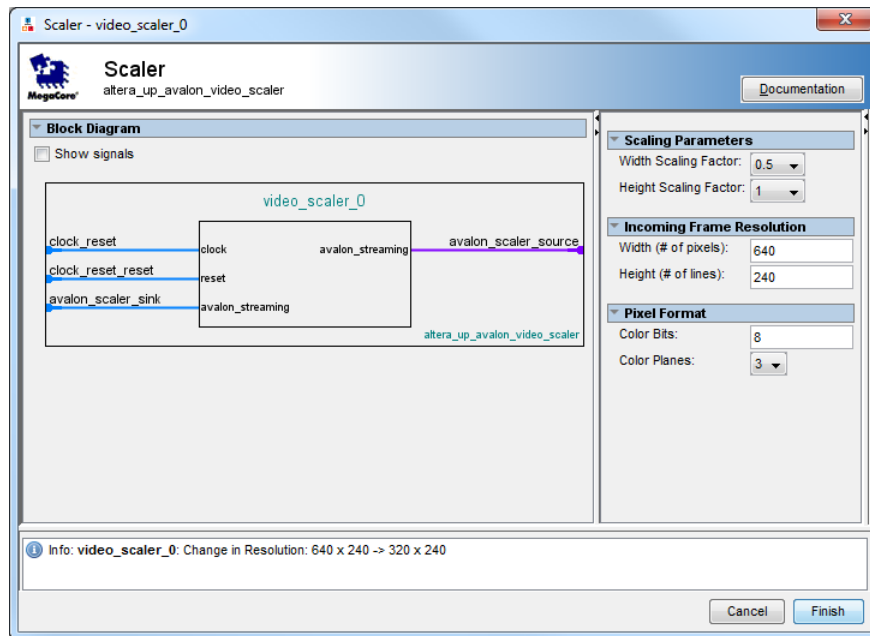 Scaler - video_scaler_0
MegaCore®
Scaler
altera_up_avalon_video_scaler
Documentation
Block Diagram
Show signals
video_scaler_0
clock_reset
clock
avalon_streaming
avalon_scaler_source
clock_reset_reset
reset
avalon_scaler_sink
avalon_streaming
altera_up_avalon_video_scaler
Scaling Parameters
Width Scaling Factor: 0.5
Height Scaling Factor: 1
Incoming Frame Resolution
Width (# of pixels): 640
Height (# of lines): 240
Pixel Format
Color Bits: 8
Color Planes: 3
Info: video_scaler_0: Change in Resolution: 640 x 240 -> 320 x 240
Cancel
Finish